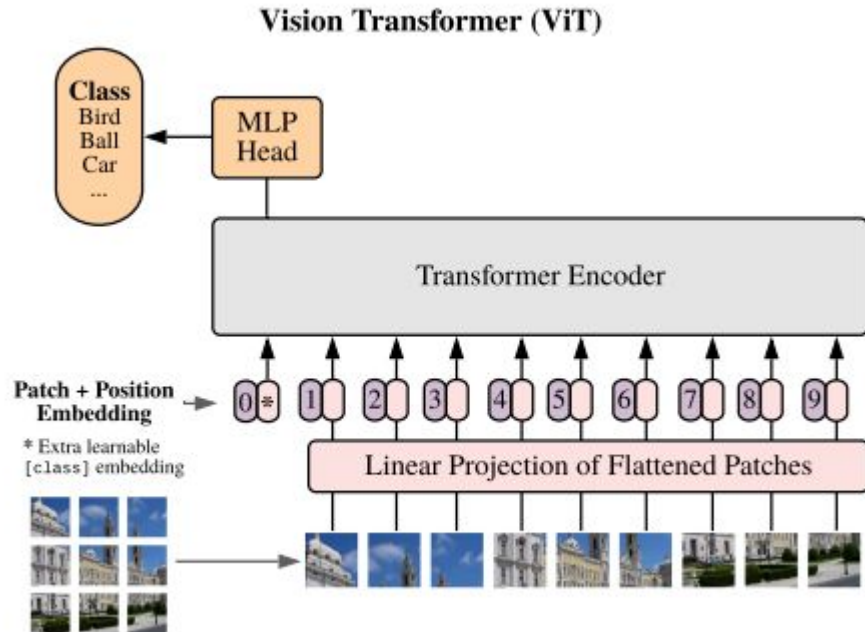 Vision Transformer (ViT)
Class
Bird
Ball
Car
...
MLP
Head
Transformer Encoder
Patch + Position
Embedding
0 * 1 2 3 4 5 6 7 8 9
* Extra learnable
[class] embedding
Linear Projection of Flattened Patches